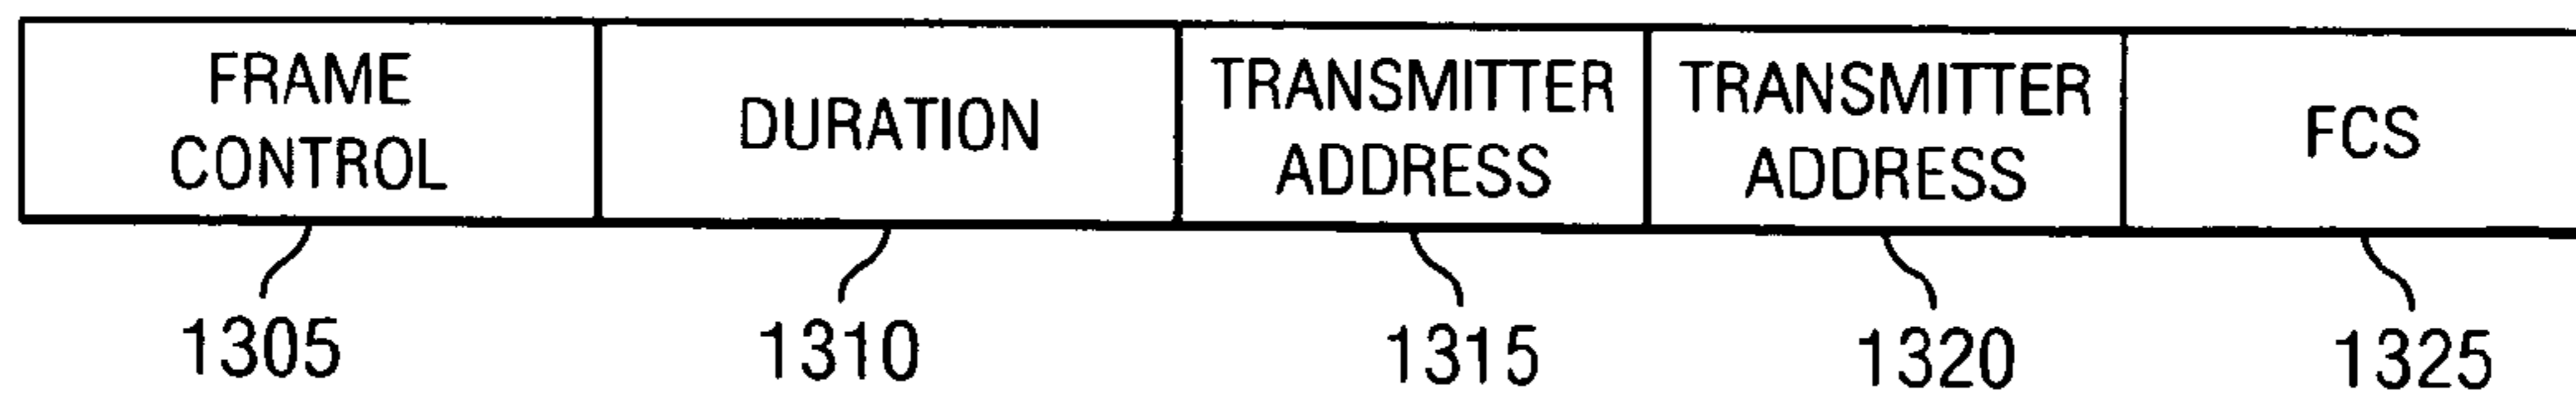 FRAME
CONTROL
DURATION
TRANSMITTER
ADDRESS
TRANSMITTER
ADDRESS
FCS
1305
1310
1315
1320
1325